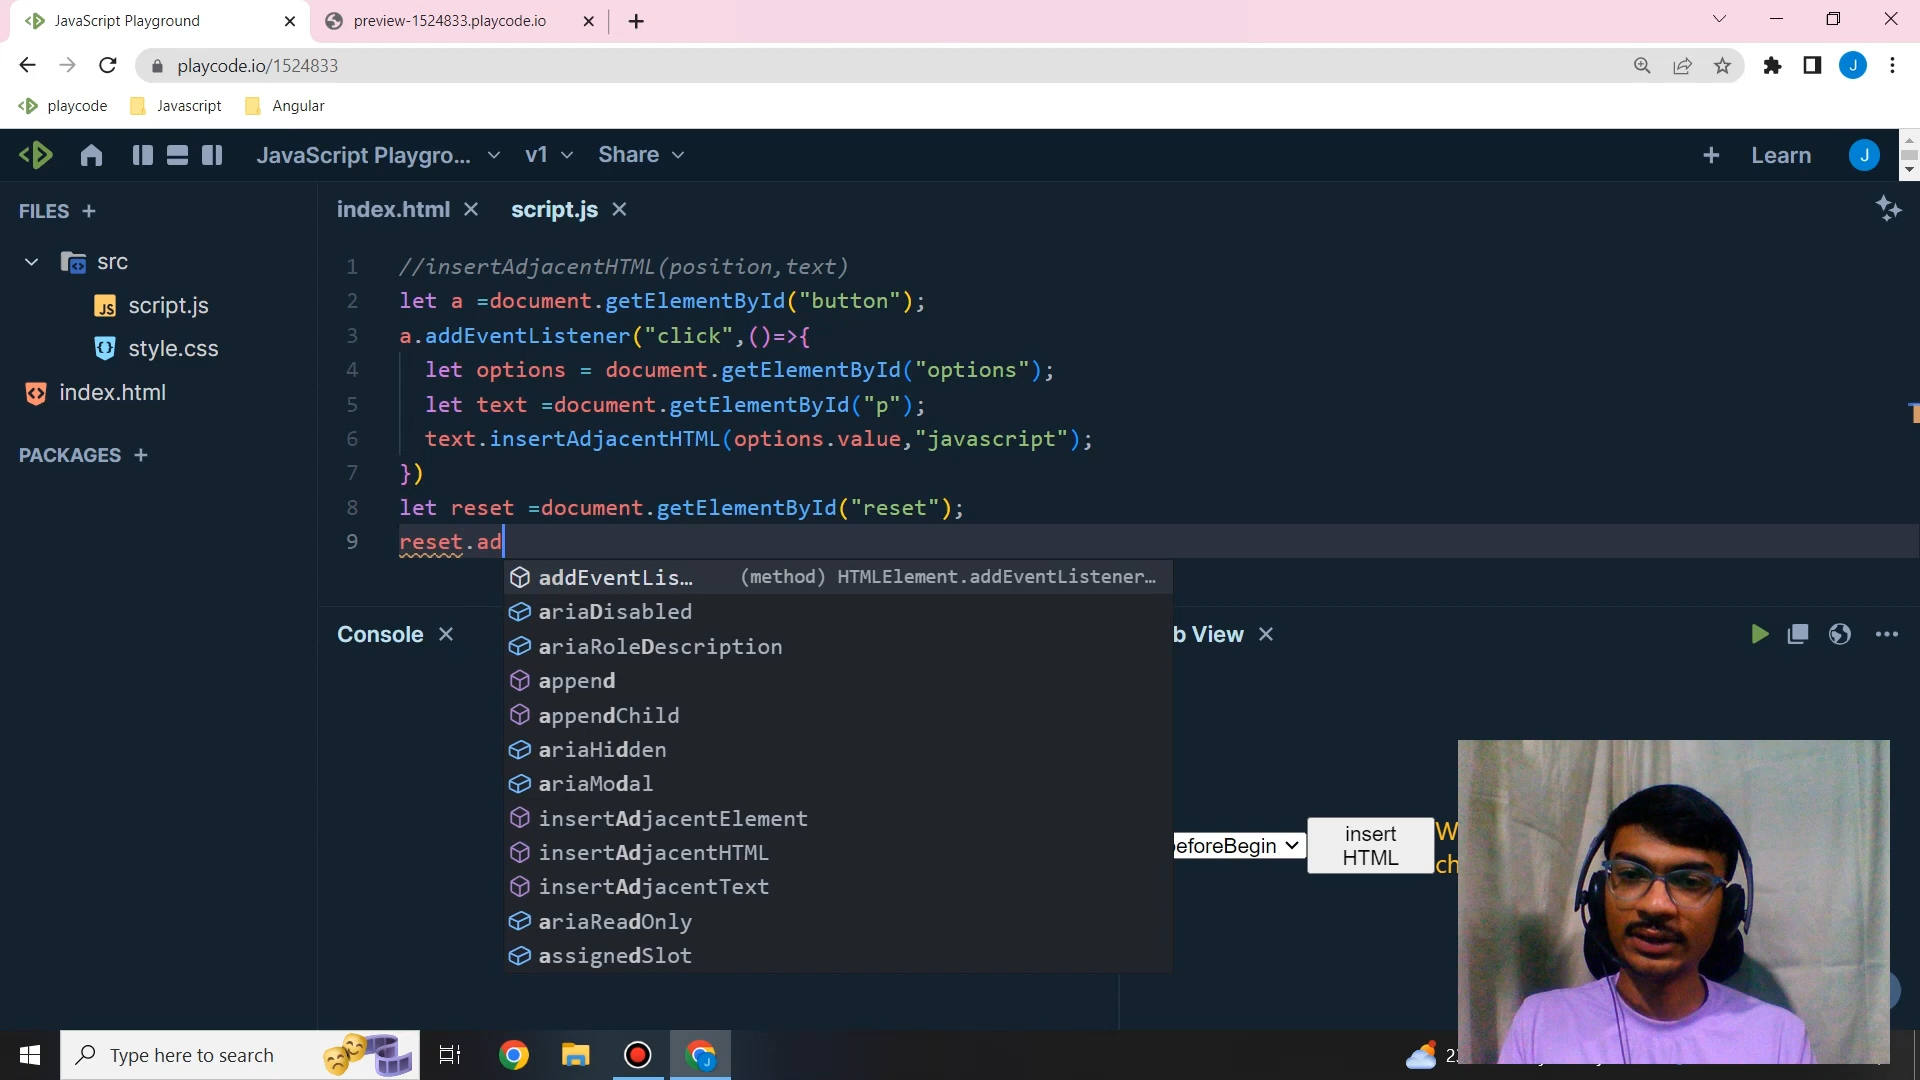 JavaScript Playground
preview-1524833.playcode.io
playcode.io/1524833
J
playcode
Javascript
Angular
JavaScript Playgro...
v1
Share
Learn
J
FILES
index.html
script.js
src
script.js
style.css
index.html
PACKAGES
1 //insertAdjacentHTML(position,text)
2 let a =document.getElementById("button");
3 a.addEventListener("click",()=>{
4 let options = document.getElementById("options");
5 let text =document.getElementById("p");
6 text.insertAdjacentHTML(options.value,"javascript");
7 })
8 let reset =document.getElementById("reset");
9 reset.ad
addEventLis... (method) HTMLElement.addEventListener...
ariaDisabled
ariaRoleDescription
append
appendChild
ariaHidden
ariaModal
insertAdjacentElement
insertAdjacentHTML
insertAdjacentText
ariaReadOnly
assignedSlot
Console
b View
eforeBegin
insert
HTML
W
ch
Type here to search